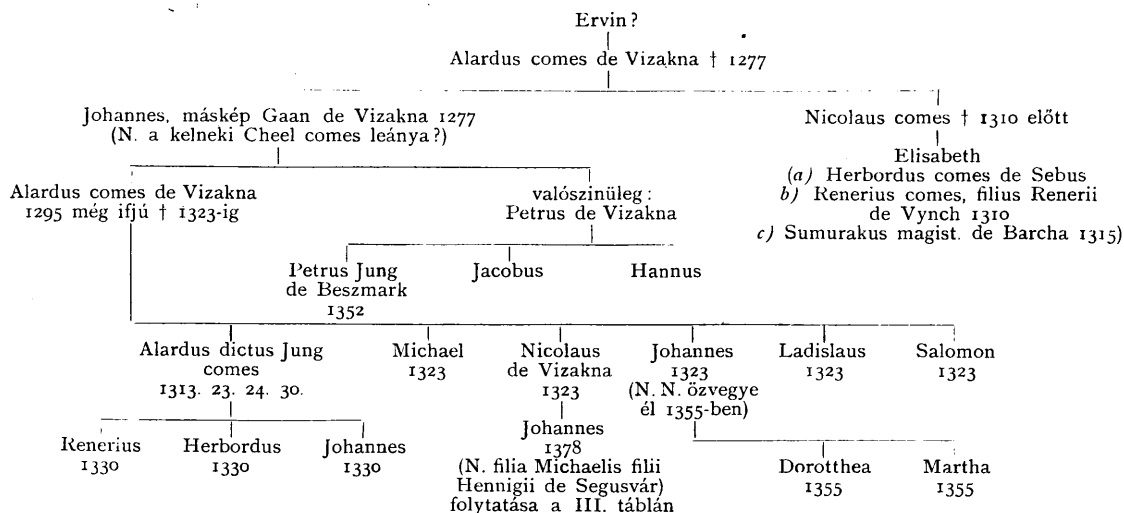 Ervin?
Alardus comes de Vizakna † 1277
Johannes, máskép Gaan de Vizakna 1277
(N. a kelneki Cheel comes leánya?)
Nicolaus comes † 1310 előtt
Elisabeth
(a) Herbordus comes de Sebus
b) Renerius comes, filius Renerii
de Vynch 1310
c) Sumurakus magist. de Barcha 1315)
Alardus comes de Vizakna
1295 még ifjú † 1323-ig
valószinüleg:
Petrus de Vizakna
Petrus Jung
de Beszmark
1352
Jacobus
Hannus
Alardus dictus Jung
comes
1313. 23. 24. 30.
Michael
1323
Nicolaus
de Vizakna
1323
Johannes
1323
(N. N. özvegye
él 1355-ben)
Ladislaus
1323
Salomon
1323
Renerius
1330
Herbordus
1330
Johannes
1330
Johannes
1378
(N. filia Michaelis filii
Hennigii de Segusvár)
folytatása a III. táblán
Dorotthea
1355
Martha
1355